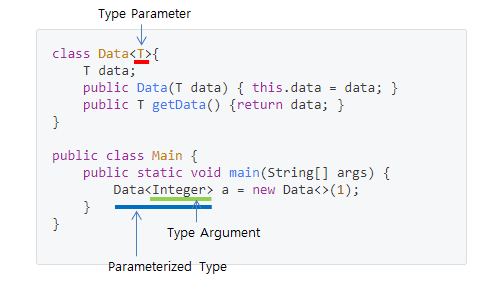 Type Parameter
class Data<T>{
    T data;
    public Data(T data) { this.data = data; }
    public T getData() {return data; }
}
public class Main {
    public static void main(String[] args) {
        Data<Integer> a = new Data<>(1);
    }
}
Type Argument
Parameterized Type